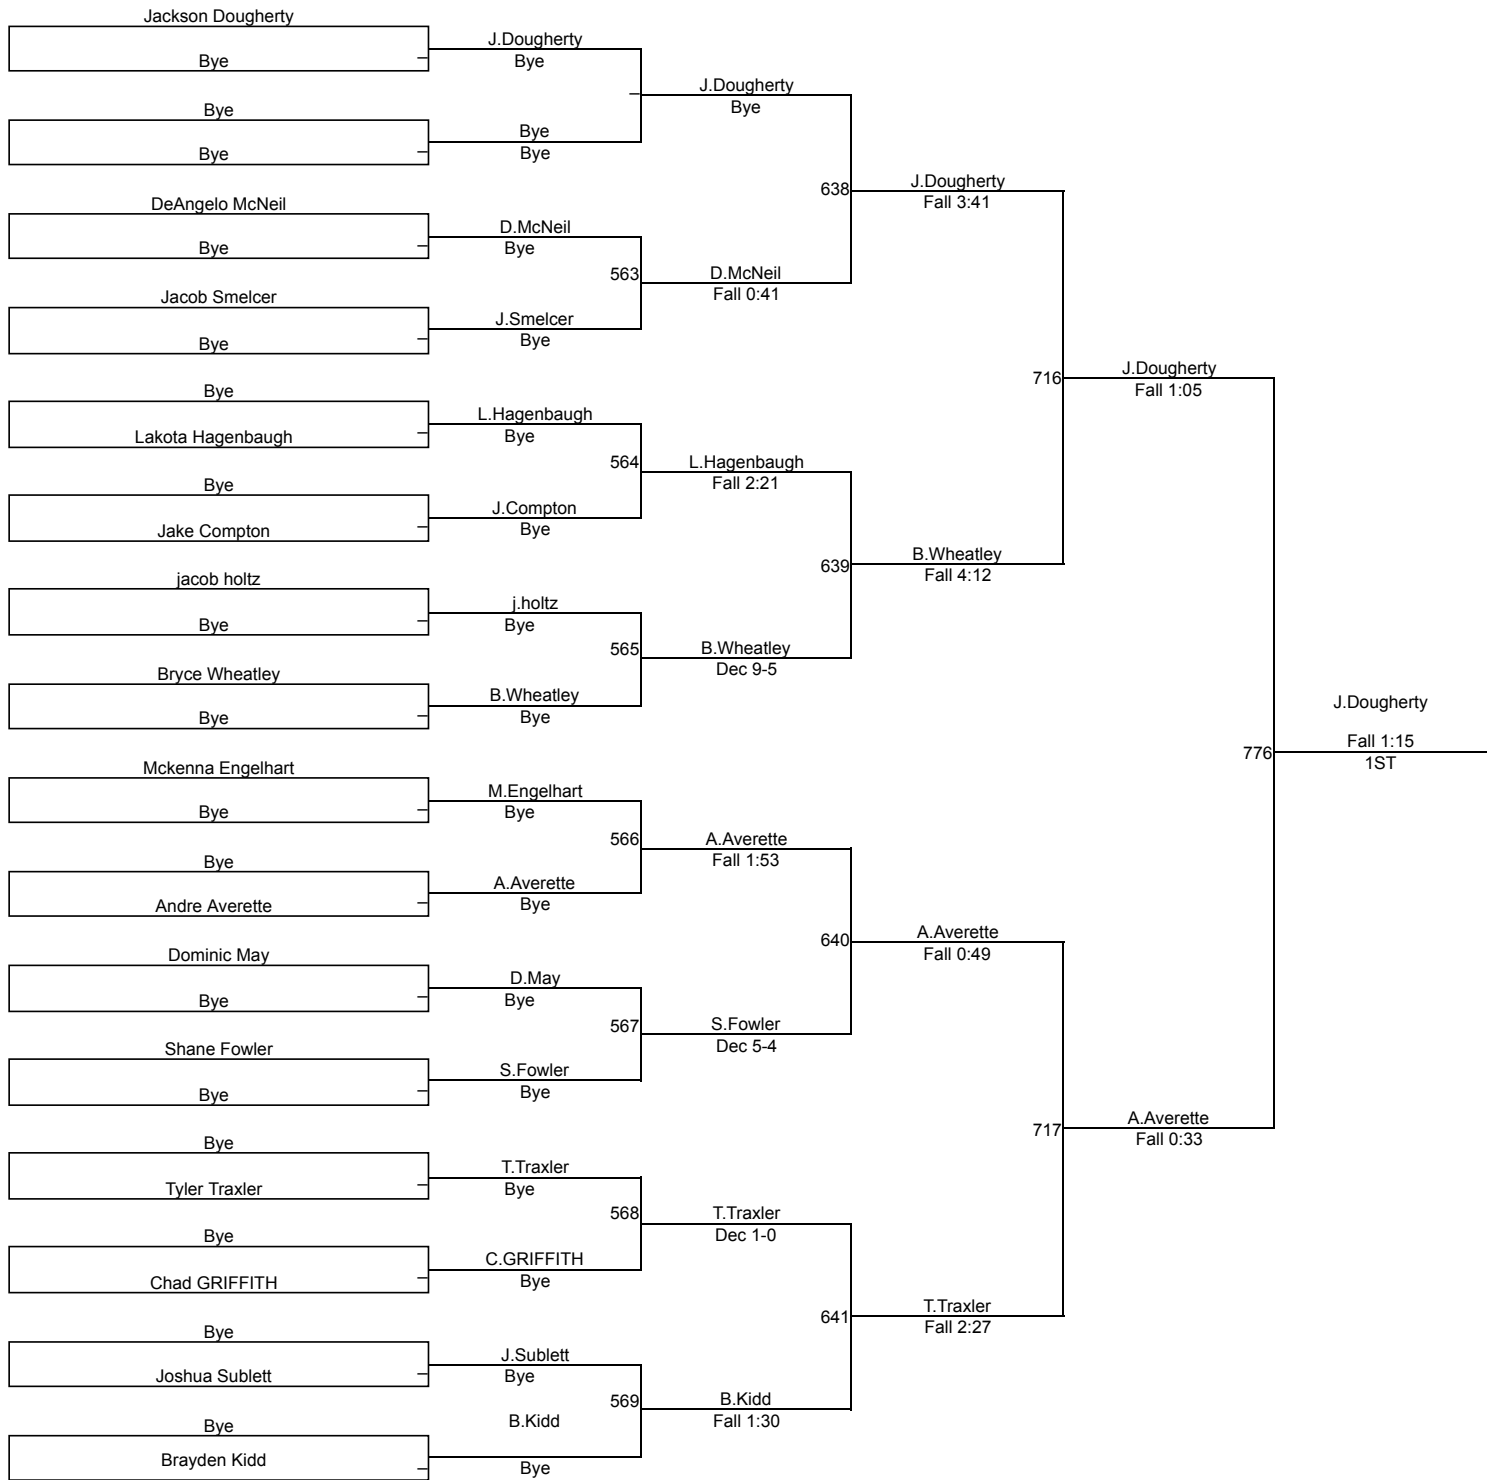 Jackson Dougherty
Bye
Bye
Bye
DeAngelo McNeil
Bye
Jacob Smelcer
Bye
Bye
Lakota Hagenbaugh
Bye
Jake Compton
jacob holtz
Bye
Bryce Wheatley
Bye
Mckenna Engelhart
Bye
Bye
Andre Averette
Dominic May
Bye
Shane Fowler
Bye
Bye
Tyler Traxler
Bye
Chad GRIFFITH
Bye
Joshua Sublett
Bye
Brayden Kidd
J.Dougherty
Bye
Bye
Bye
D.McNeil
Bye
563
J.Smelcer
Bye
L.Hagenbaugh
Bye
564
J.Compton
Bye
j.holtz
Bye
565
B.Wheatley
Bye
M.Engelhart
Bye
566
A.Averette
Bye
D.May
Bye
567
S.Fowler
Bye
T.Traxler
Bye
568
C.GRIFFITH
Bye
J.Sublett
Bye
569
B.Kidd
Bye
J.Dougherty
Bye
638
D.McNeil
Fall 0:41
L.Hagenbaugh
Fall 2:21
639
B.Wheatley
Dec 9-5
A.Averette
Fall 1:53
640
S.Fowler
Dec 5-4
T.Traxler
Dec 1-0
641
B.Kidd
Fall 1:30
J.Dougherty
Fall 3:41
716
B.Wheatley
Fall 4:12
A.Averette
Fall 0:49
717
T.Traxler
Fall 2:27
J.Dougherty
Fall 1:05
776
A.Averette
Fall 0:33
J.Dougherty
Fall 1:15
1ST